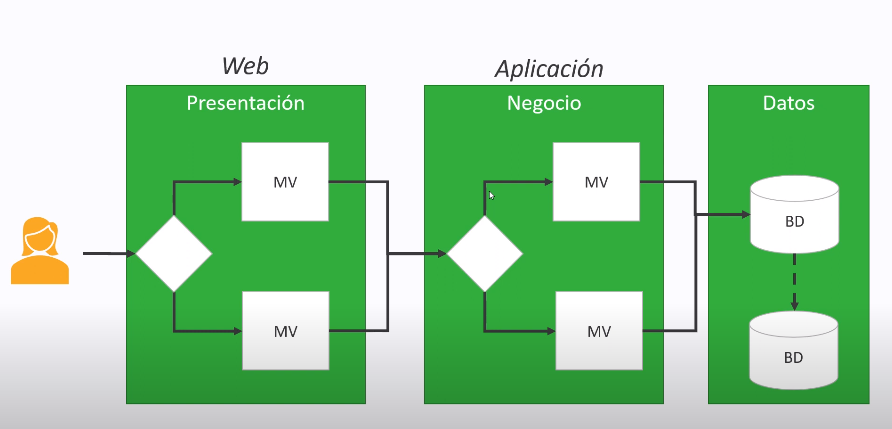 Web
Aplicación
Presentación
Negocio
Datos
MV
MV
BD
MV
MV
BD